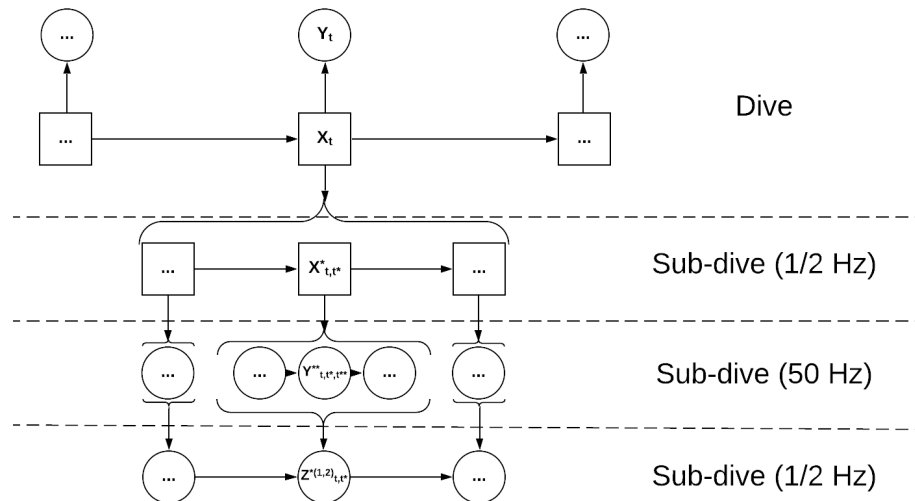 ... Yₜ ...
... Xₜ ... Dive
... X*ₜ,ₜ* ... Sub-dive (1/2 Hz)
... ... Y**ₜ,ₜ*,ₜ** ... ... Sub-dive (50 Hz)
... Z*⁽¹,²⁾ₜ,ₜ* ... Sub-dive (1/2 Hz)